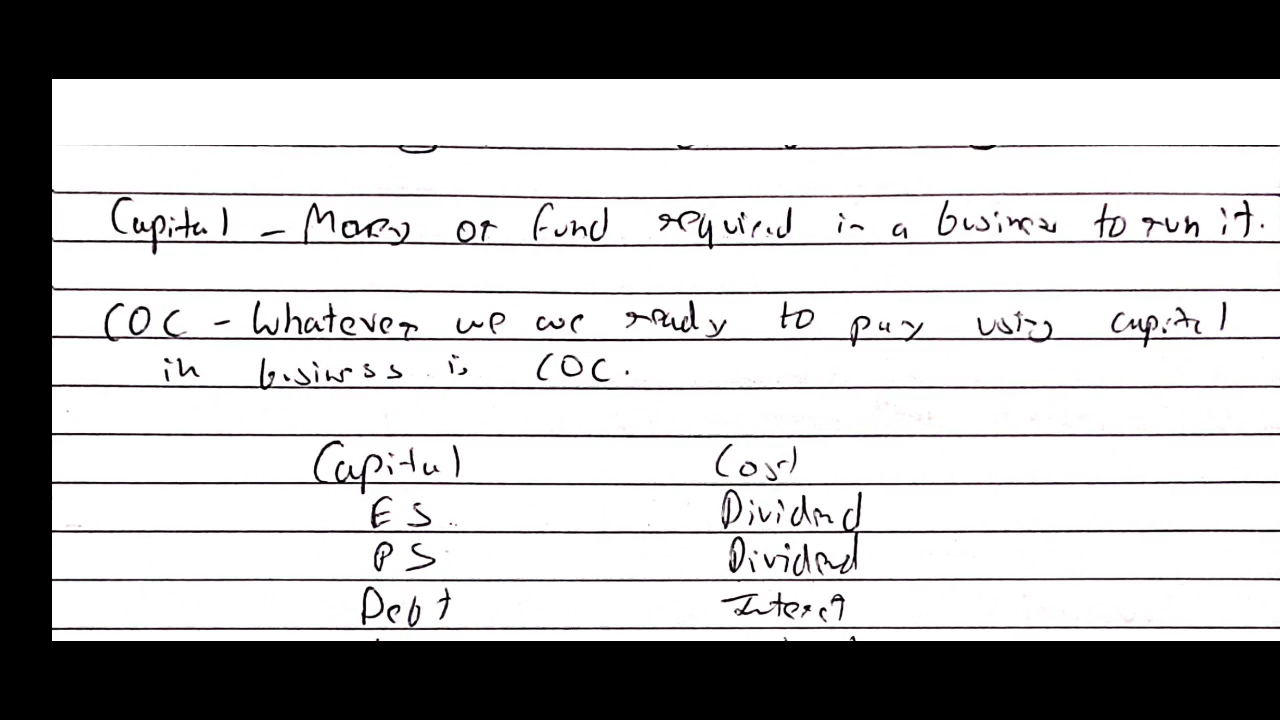 Capital - Money or fund required in a business to run it.
COC - Whatever we are ready to pay using capital
in business is COC.
Capital Cost
ES Dividend
PS Dividend
Debt Interest